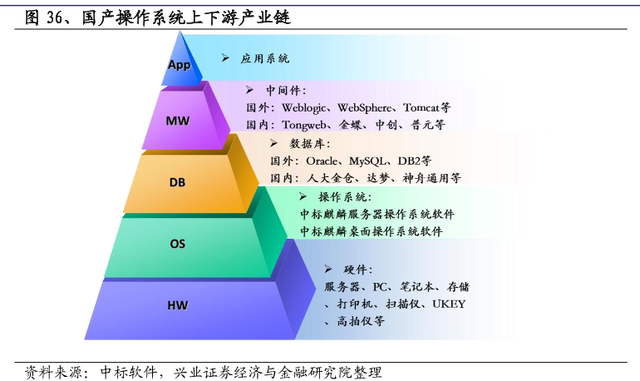 图 36、国产操作系统上下游产业链
App
➢ 应用系统
MW
➢ 中间件：
国外：Weblogic、WebSphere、Tomcat等
国内：Tongweb、金蝶、中创、普元等
DB
➢ 数据库：
国外：Oracle、MySQL、DB2等
国内：人大金仓、达梦、神舟通用等
OS
➢ 操作系统：
中标麒麟服务器操作系统软件
中标麒麟桌面操作系统软件
HW
➢ 硬件：
服务器、PC、笔记本、存储
、打印机、扫描仪、UKEY
、高拍仪等
资料来源：中标软件，兴业证券经济与金融研究院整理